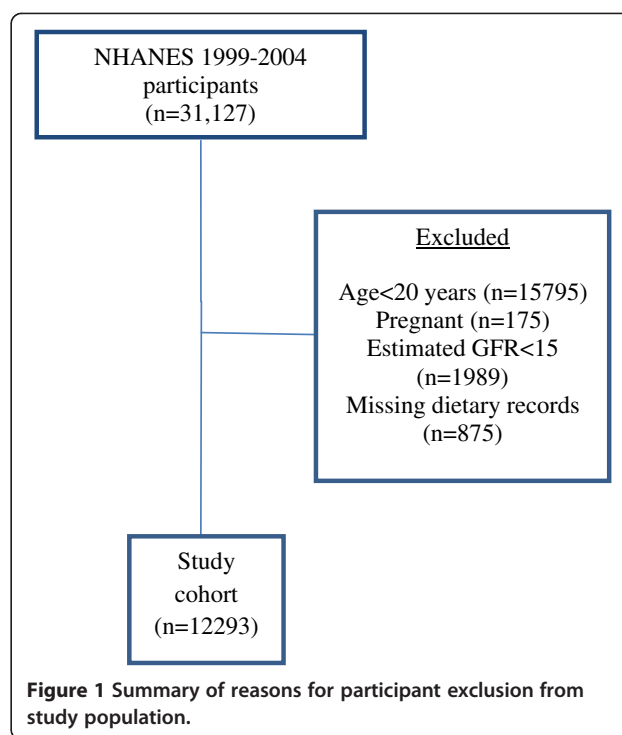 NHANES 1999-2004
participants
(n=31,127)
Excluded
Age<20 years (n=15795)
Pregnant (n=175)
Estimated GFR<15
(n=1989)
Missing dietary records
(n=875)
Study
cohort
(n=12293)
Figure 1 Summary of reasons for participant exclusion from
study population.